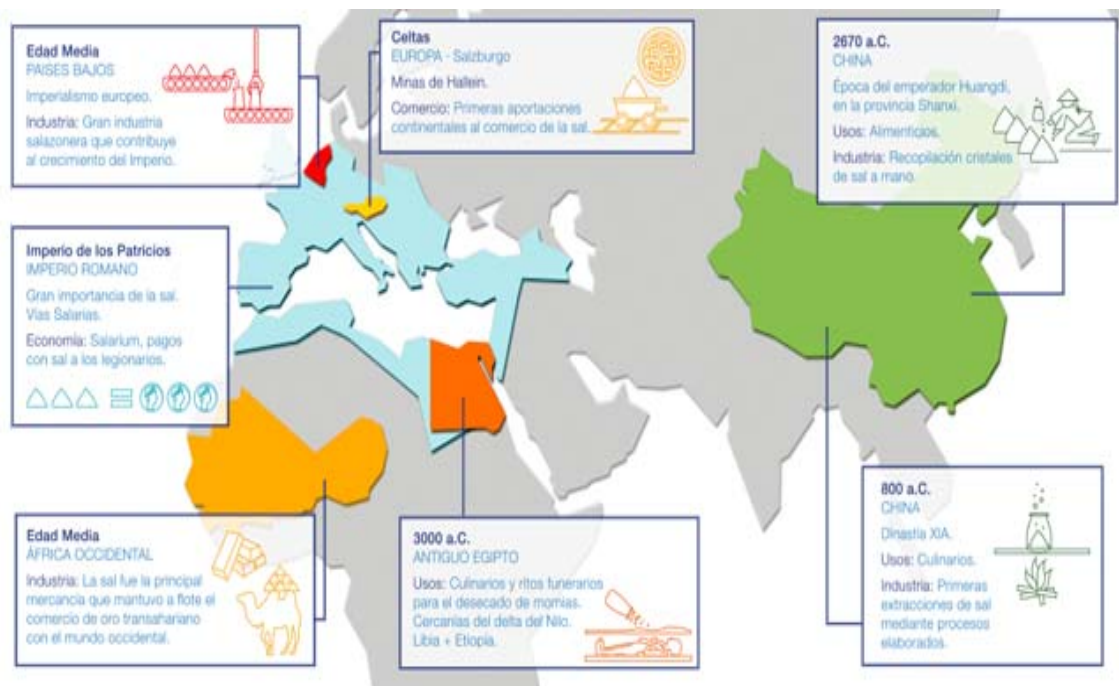 Edad Media
PAISES BAJOS
Imperialismo europeo.
Industria: Gran industria
salazonera que contribuye
al crecimiento del Imperio.
Celtas
EUROPA - Salzburgo
Minas de Hallein.
Comercio: Primeras aportaciones
continentales al comercio de la sal.
2670 a.C.
CHINA
Época del emperador Huangdi,
en la provincia Shanxi.
Usos: Alimenticios.
Industria: Recopilación cristales
de sal a mano.
Imperio de los Patricios
IMPERIO ROMANO
Gran importancia de la sal.
Vías Salarias.
Economía: Salarium, pagos
con sal a los legionarios.
Edad Media
ÁFRICA OCCIDENTAL
Industria: La sal fue la principal
mercancia que mantuvo a flote el
comercio de oro transahariano
con el mundo occidental.
3000 a.C.
ANTIGUO EGIPTO
Usos: Culinarios y ritos funerarios
para el desecado de momias.
Cercanías del delta del Nilo.
Libia + Etiopía.
800 a.C.
CHINA
Dinastía XIA.
Usos: Culinarios.
Industria: Primeras
extracciones de sal
mediante procesos
elaborados.